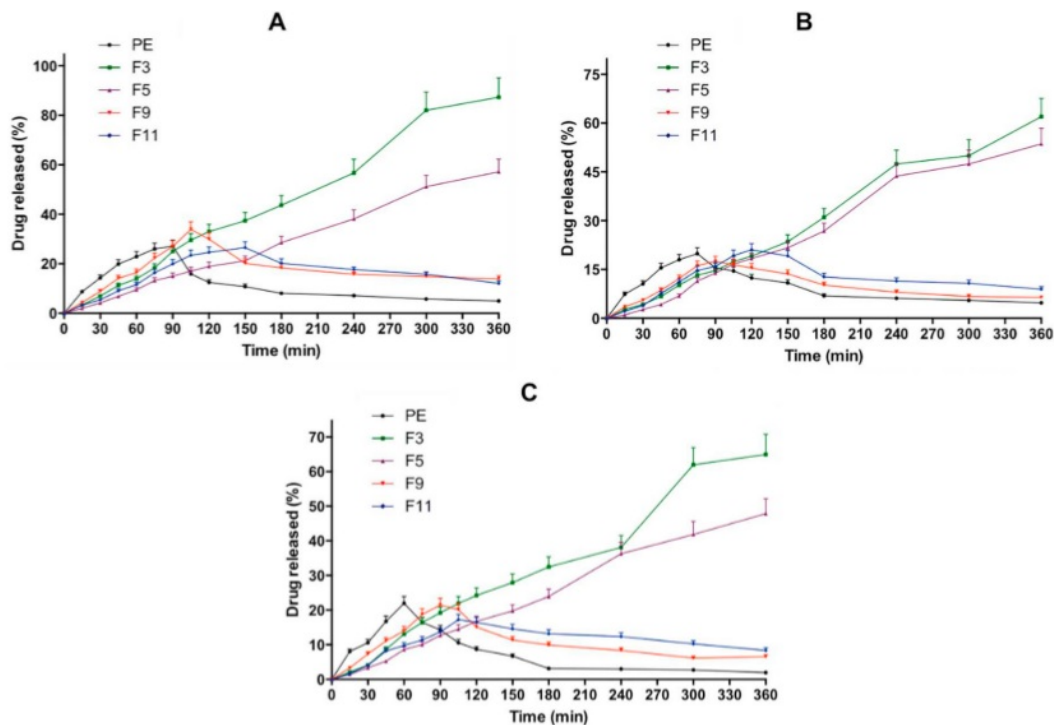 A
PE
F3
F5
F9
F11
Drug released (%)
100
80
60
40
20
0
0 30 60 90 120 150 180 210 240 270 300 330 360
Time (min)
B
PE
F3
F5
F9
F11
Drug released (%)
75
60
45
30
15
0
0 30 60 90 120 150 180 210 240 270 300 330 360
Time (min)
C
PE
F3
F5
F9
F11
Drug released (%)
70
60
50
40
30
20
10
0
0 30 60 90 120 150 180 210 240 270 300 330 360
Time (min)